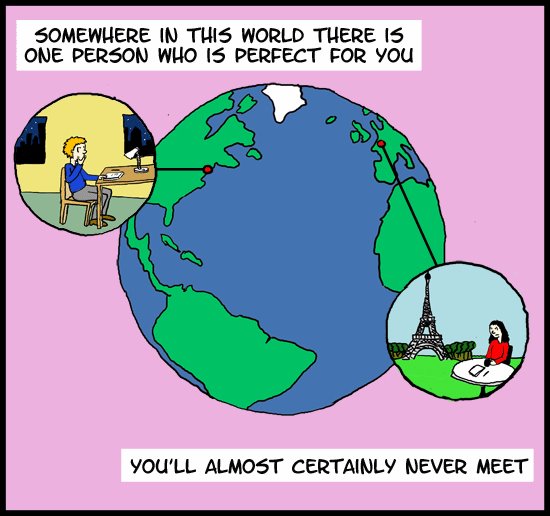 SOMEWHERE IN THIS WORLD THERE IS
ONE PERSON WHO IS PERFECT FOR YOU
YOU'LL ALMOST CERTAINLY NEVER MEET